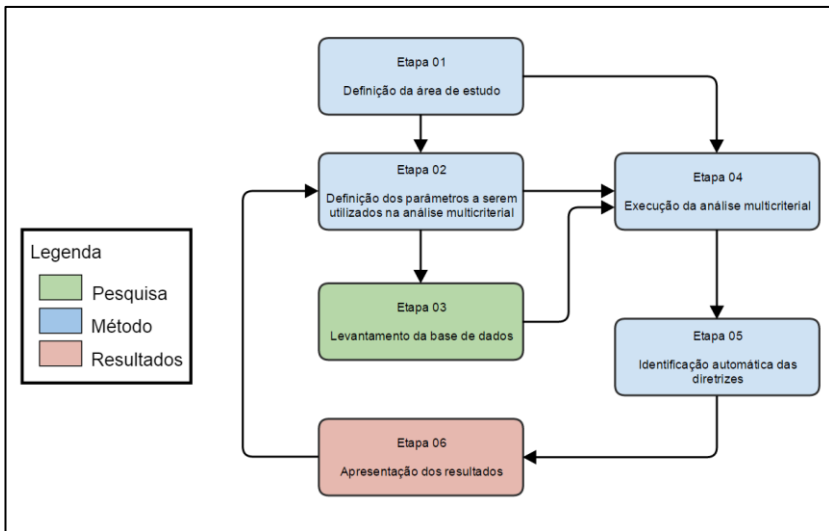 Etapa 01
Definição da área de estudo
Etapa 02
Definição dos parámetros a serem
utilizados na análise multicriterial
Etapa 04
Execução da análise multicriterial
Legenda
Pesquisa
Método
Resultados
Etapa 03
Levantamento da base de dados
Etapa 05
Identificação automática das
diretrizes
Etapa 06
Apresentação dos resultados